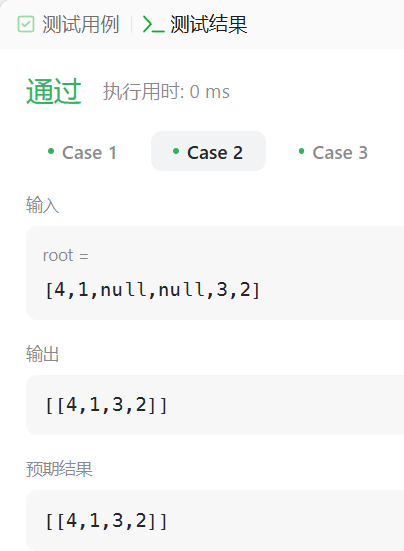 测试用例 测试结果
通过 执行用时: 0 ms
Case 1 Case 2 Case 3
输入
root =
[4,1,null,null,3,2]
输出
[[4,1,3,2]]
预期结果
[[4,1,3,2]]